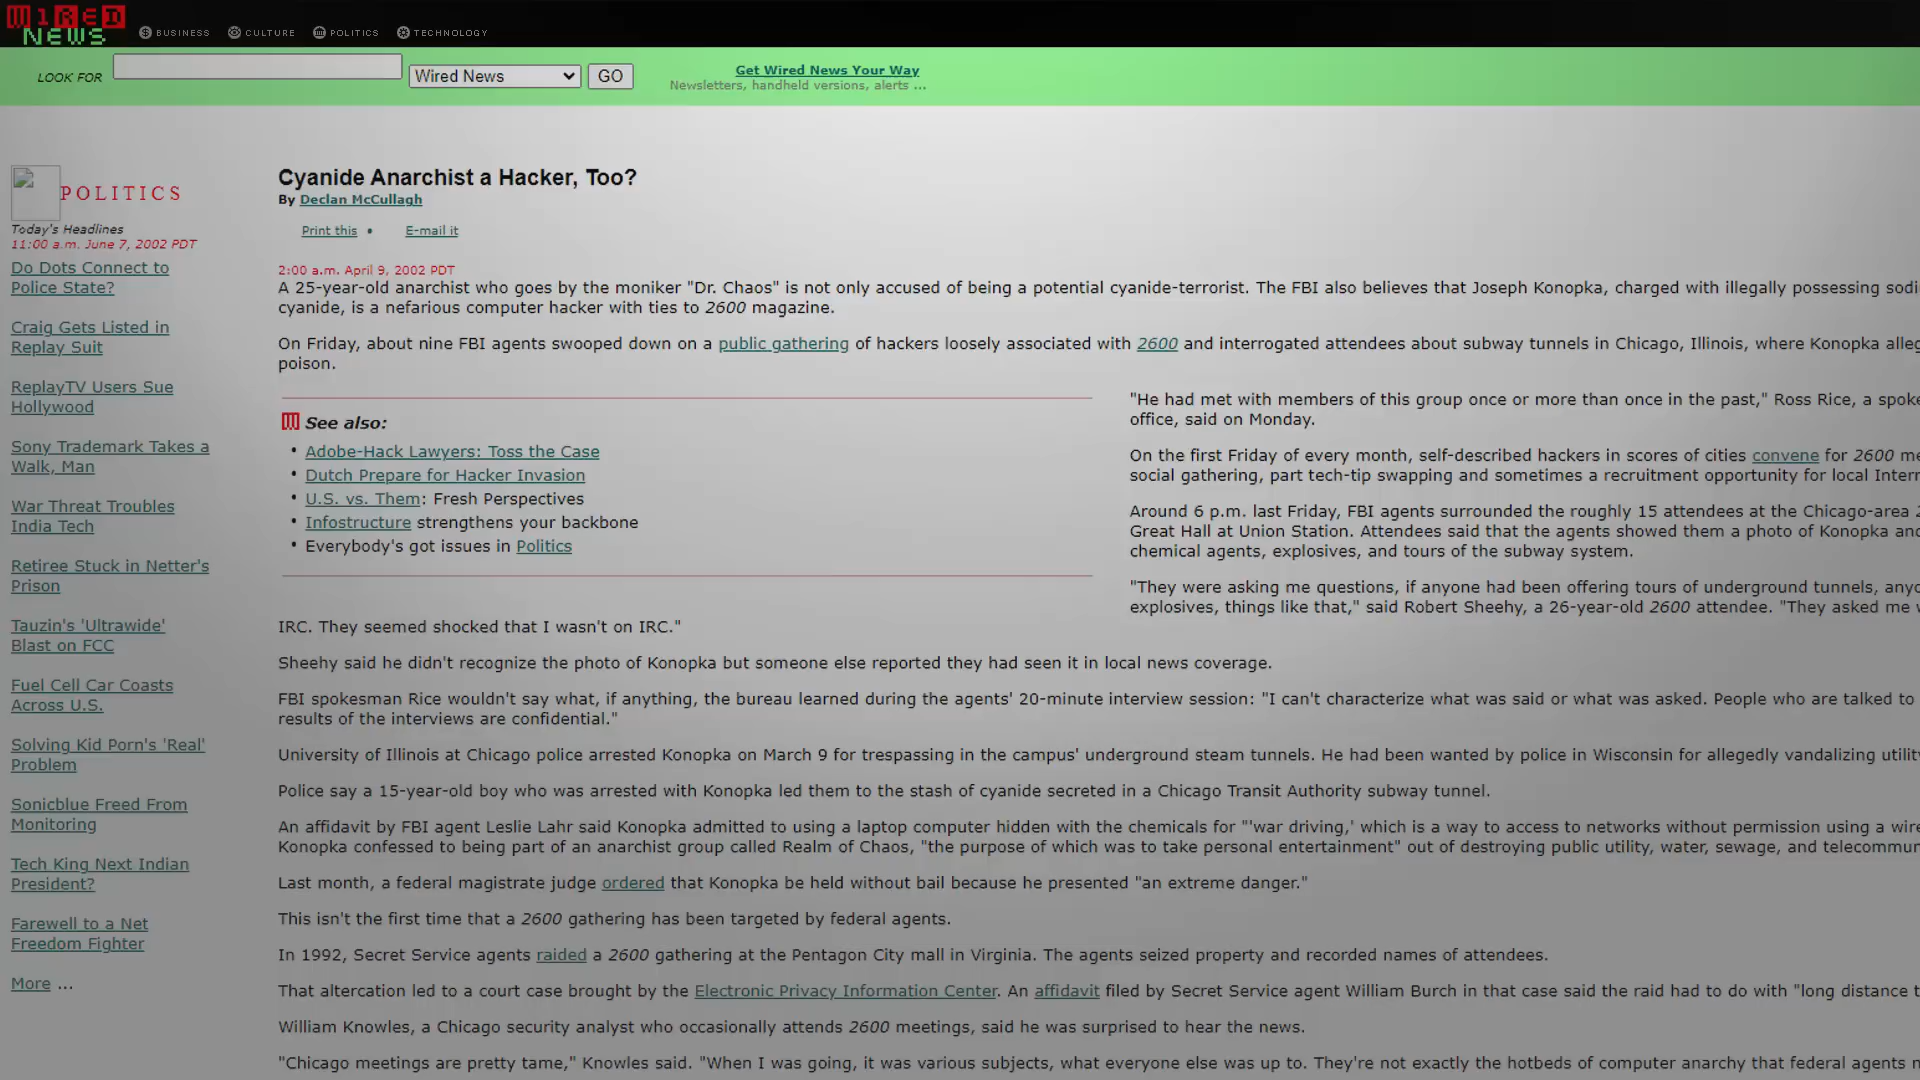 WIRED NEWS
BUSINESS CULTURE POLITICS TECHNOLOGY
LOOK FOR Wired News GO
Get Wired News Your Way
Newsletters, handheld versions, alerts ...
POLITICS
Today's Headlines
11:00 a.m. June 7, 2002 PDT
Do Dots Connect to
Police State?
Craig Gets Listed in
Replay Suit
ReplayTV Users Sue
Hollywood
Sony Trademark Takes a
Walk, Man
War Threat Troubles
India Tech
Retiree Stuck in Netter's
Prison
Tauzin's 'Ultrawide'
Blast on FCC
Fuel Cell Car Coasts
Across U.S.
Solving Kid Porn's 'Real'
Problem
Sonicblue Freed From
Monitoring
Tech King Next Indian
President?
Farewell to a Net
Freedom Fighter
More ...
Cyanide Anarchist a Hacker, Too?
By Declan McCullagh
Print this • E-mail it
2:00 a.m. April 9, 2002 PDT
A 25-year-old anarchist who goes by the moniker "Dr. Chaos" is not only accused of being a potential cyanide-terrorist. The FBI also believes that Joseph Konopka, charged with illegally possessing sodi
cyanide, is a nefarious computer hacker with ties to 2600 magazine.
On Friday, about nine FBI agents swooped down on a public gathering of hackers loosely associated with 2600 and interrogated attendees about subway tunnels in Chicago, Illinois, where Konopka alleg
poison.
See also:
• Adobe-Hack Lawyers: Toss the Case
• Dutch Prepare for Hacker Invasion
• U.S. vs. Them: Fresh Perspectives
• Infostructure strengthens your backbone
• Everybody's got issues in Politics
"He had met with members of this group once or more than once in the past," Ross Rice, a spoke
office, said on Monday.
On the first Friday of every month, self-described hackers in scores of cities convene for 2600 me
social gathering, part tech-tip swapping and sometimes a recruitment opportunity for local Intern
Around 6 p.m. last Friday, FBI agents surrounded the roughly 15 attendees at the Chicago-area 2
Great Hall at Union Station. Attendees said that the agents showed them a photo of Konopka and
chemical agents, explosives, and tours of the subway system.
"They were asking me questions, if anyone had been offering tours of underground tunnels, anyo
explosives, things like that," said Robert Sheehy, a 26-year-old 2600 attendee. "They asked me w
IRC. They seemed shocked that I wasn't on IRC."
Sheehy said he didn't recognize the photo of Konopka but someone else reported they had seen it in local news coverage.
FBI spokesman Rice wouldn't say what, if anything, the bureau learned during the agents' 20-minute interview session: "I can't characterize what was said or what was asked. People who are talked to
results of the interviews are confidential."
University of Illinois at Chicago police arrested Konopka on March 9 for trespassing in the campus' underground steam tunnels. He had been wanted by police in Wisconsin for allegedly vandalizing utility
Police say a 15-year-old boy who was arrested with Konopka led them to the stash of cyanide secreted in a Chicago Transit Authority subway tunnel.
An affidavit by FBI agent Leslie Lahr said Konopka admitted to using a laptop computer hidden with the chemicals for "'war driving,' which is a way to access to networks without permission using a wire
Konopka confessed to being part of an anarchist group called Realm of Chaos, "the purpose of which was to take personal entertainment" out of destroying public utility, water, sewage, and telecommun
Last month, a federal magistrate judge ordered that Konopka be held without bail because he presented "an extreme danger."
This isn't the first time that a 2600 gathering has been targeted by federal agents.
In 1992, Secret Service agents raided a 2600 gathering at the Pentagon City mall in Virginia. The agents seized property and recorded names of attendees.
That altercation led to a court case brought by the Electronic Privacy Information Center. An affidavit filed by Secret Service agent William Burch in that case said the raid had to do with "long distance t
William Knowles, a Chicago security analyst who occasionally attends 2600 meetings, said he was surprised to hear the news.
"Chicago meetings are pretty tame," Knowles said. "When I was going, it was various subjects, what everyone else was up to. They're not exactly the hotbeds of computer anarchy that federal agents m